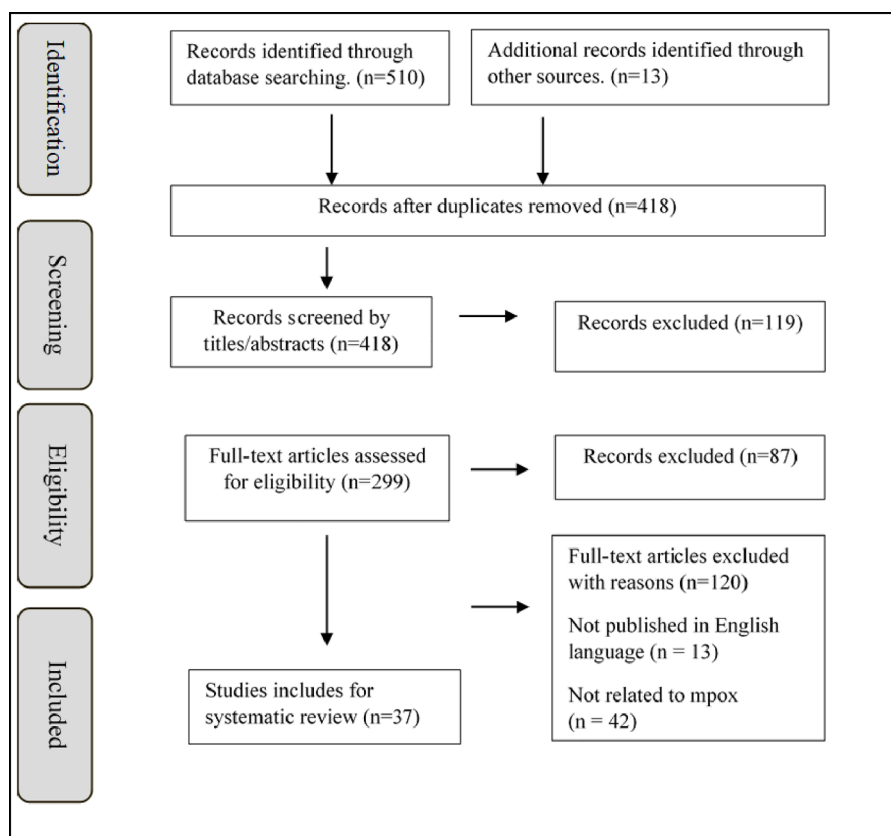 Identification
Records identified through
database searching. (n=510)
Additional records identified through
other sources. (n=13)
Records after duplicates removed (n=418)
Screening
Records screened by
titles/abstracts (n=418)
Records excluded (n=119)
Eligibility
Full-text articles assessed
for eligibility (n=299)
Records excluded (n=87)
Full-text articles excluded
with reasons (n=120)
Not published in English
language (n = 13)
Not related to mpox
(n = 42)
Included
Studies includes for
systematic review (n=37)